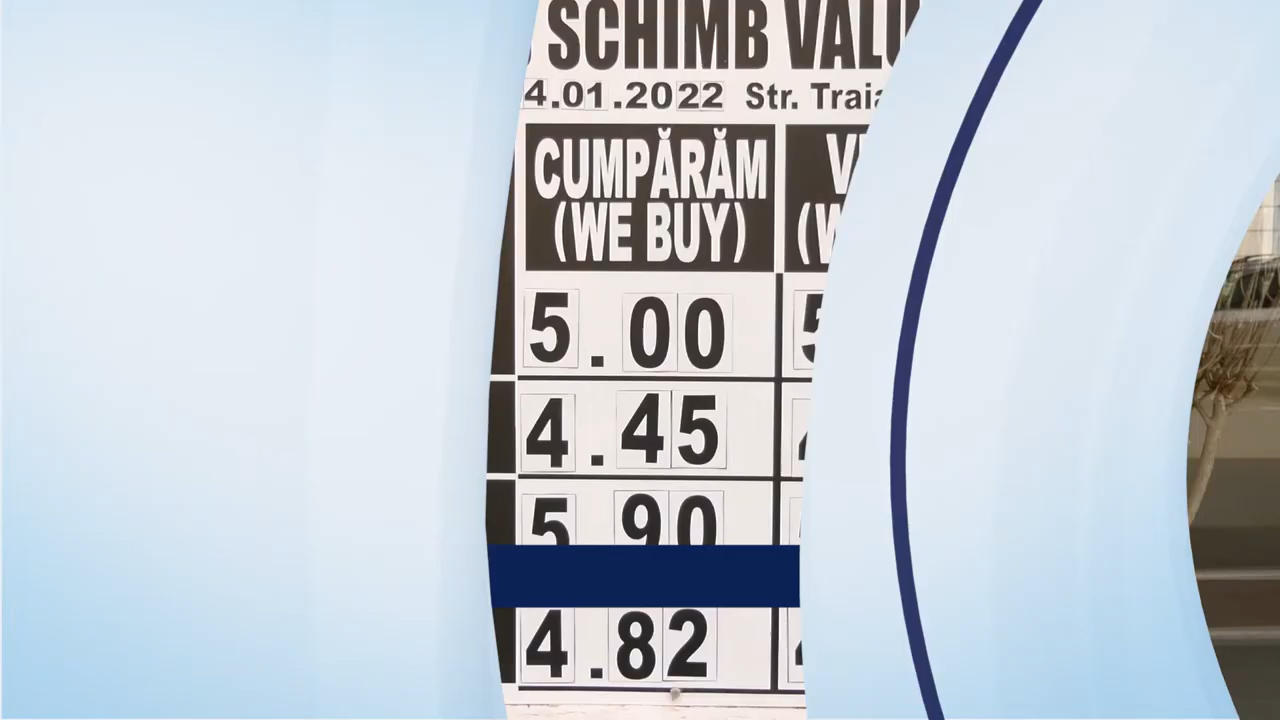 SCHIMB VALU
4.01.2022 Str. Traia
CUMPĂRĂM
(WE BUY)
5.00
4.45
5.90
4.82